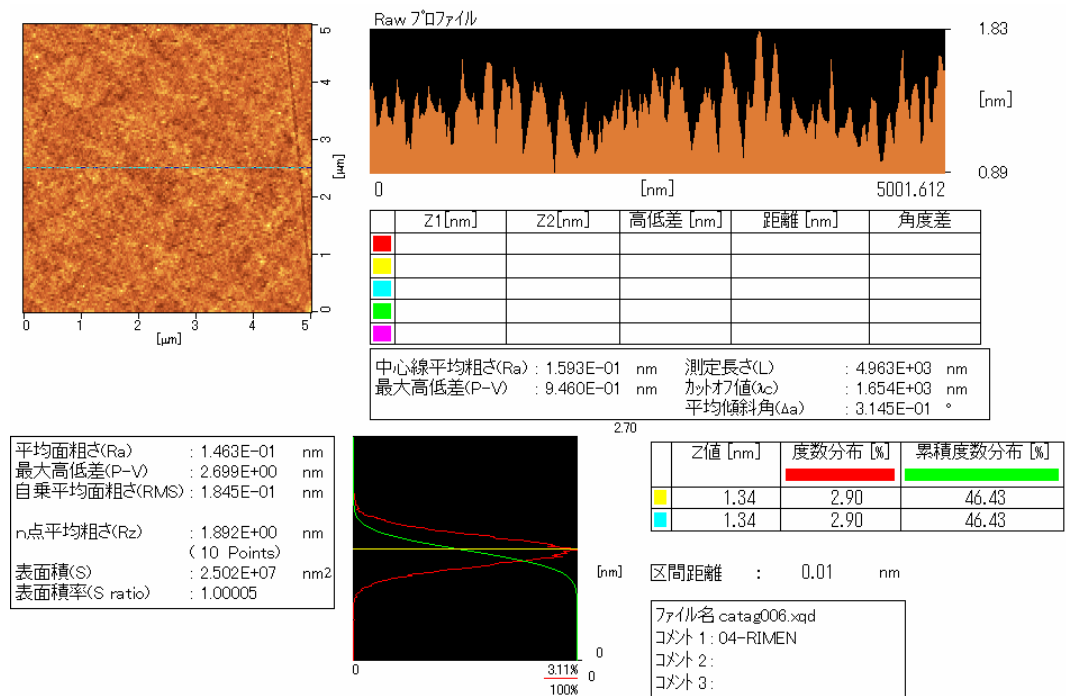 Raw プロファイル
1.83
[nm]
0.89
0 [nm] 5001.612
5
4
3
2
1
0
[μm]
0 1 2 3 4 5
[μm]
Z1[nm] Z2[nm] 高低差 [nm] 距離 [nm] 角度差
中心線平均粗さ(Ra) : 1.593E-01 nm 測定長さ(L) : 4.963E+03 nm
最大高低差(P-V) : 9.460E-01 nm カットオフ値(λc) : 1.654E+03 nm
平均傾斜角(Δa) : 3.145E-01 °
平均面粗さ(Ra) : 1.463E-01 nm
最大高低差(P-V) : 2.699E+00 nm
自乗平均面粗さ(RMS) : 1.845E-01 nm
n点平均粗さ(Rz) : 1.892E+00 nm
( 10 Points)
表面積(S) : 2.502E+07 nm2
表面積率(S ratio) : 1.00005
2.70
[nm]
0
0 3.11% 0
100%
Z値 [nm] 度数分布 [%] 累積度数分布 [%]
1.34 2.90 46.43
1.34 2.90 46.43
区間距離 : 0.01 nm
ファイル名 catag006.xqd
コメント 1 : 04-RIMEN
コメント 2 :
コメント 3 :